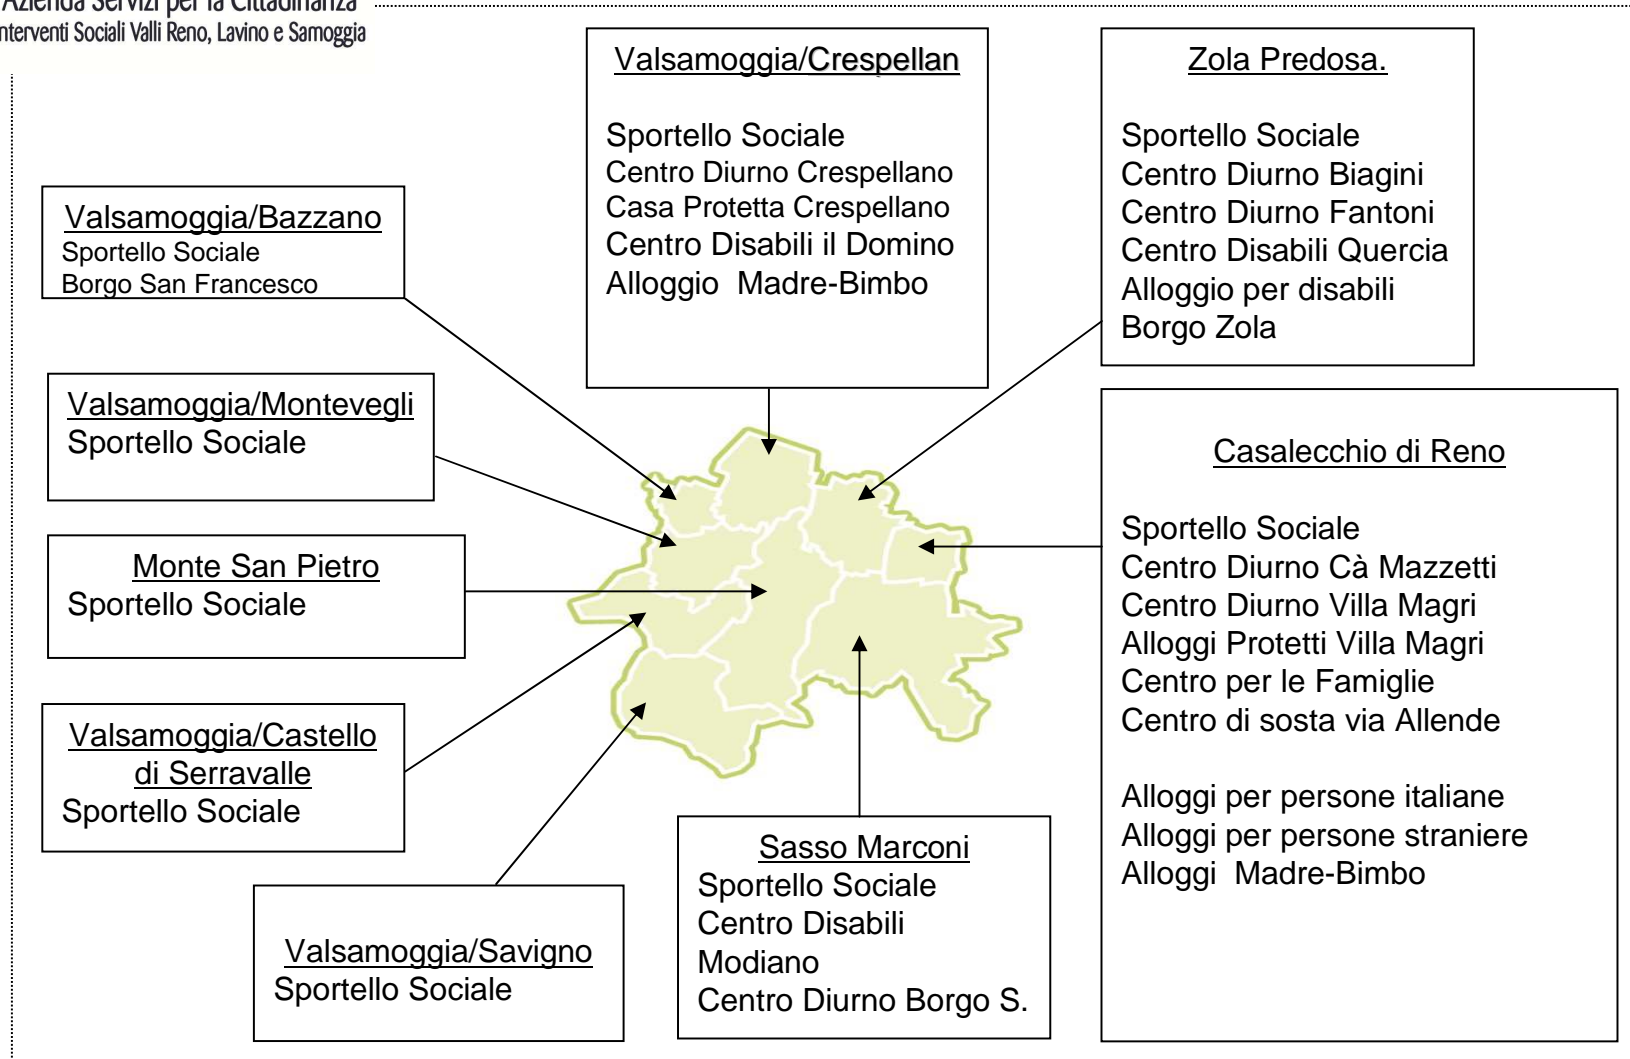 Azienda Servizi per la Cittadinanza
nterventi Sociali Valli Reno, Lavino e Samoggia
Valsamoggia/Crespellan
Sportello Sociale
Centro Diurno Crespellano
Casa Protetta Crespellano
Centro Disabili il Domino
Alloggio Madre-Bimbo
Zola Predosa.
Sportello Sociale
Centro Diurno Biagini
Centro Diurno Fantoni
Centro Disabili Quercia
Alloggio per disabili
Borgo Zola
Valsamoggia/Bazzano
Sportello Sociale
Borgo San Francesco
Valsamoggia/Montevegli
Sportello Sociale
Monte San Pietro
Sportello Sociale
Valsamoggia/Castello
di Serravalle
Sportello Sociale
Valsamoggia/Savigno
Sportello Sociale
Sasso Marconi
Sportello Sociale
Centro Disabili
Modiano
Centro Diurno Borgo S.
Casalecchio di Reno
Sportello Sociale
Centro Diurno Cà Mazzetti
Centro Diurno Villa Magri
Alloggi Protetti Villa Magri
Centro per le Famiglie
Centro di sosta via Allende
Alloggi per persone italiane
Alloggi per persone straniere
Alloggi Madre-Bimbo